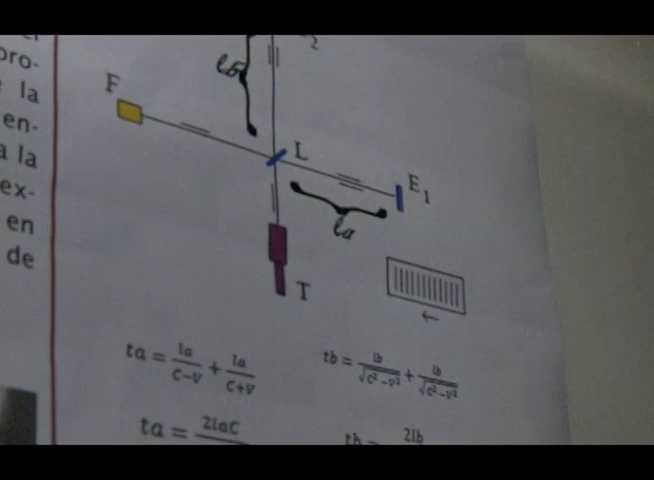 pro-
la
en-
a la
ex-
en
de
2
lb
F
L
E₁
la
T
←
ta = la/(c-v) + la/(c+v)
tb = lb/√(c²-v²) + lb/√(c²-v²)
ta = 2lac
tb = 2lb